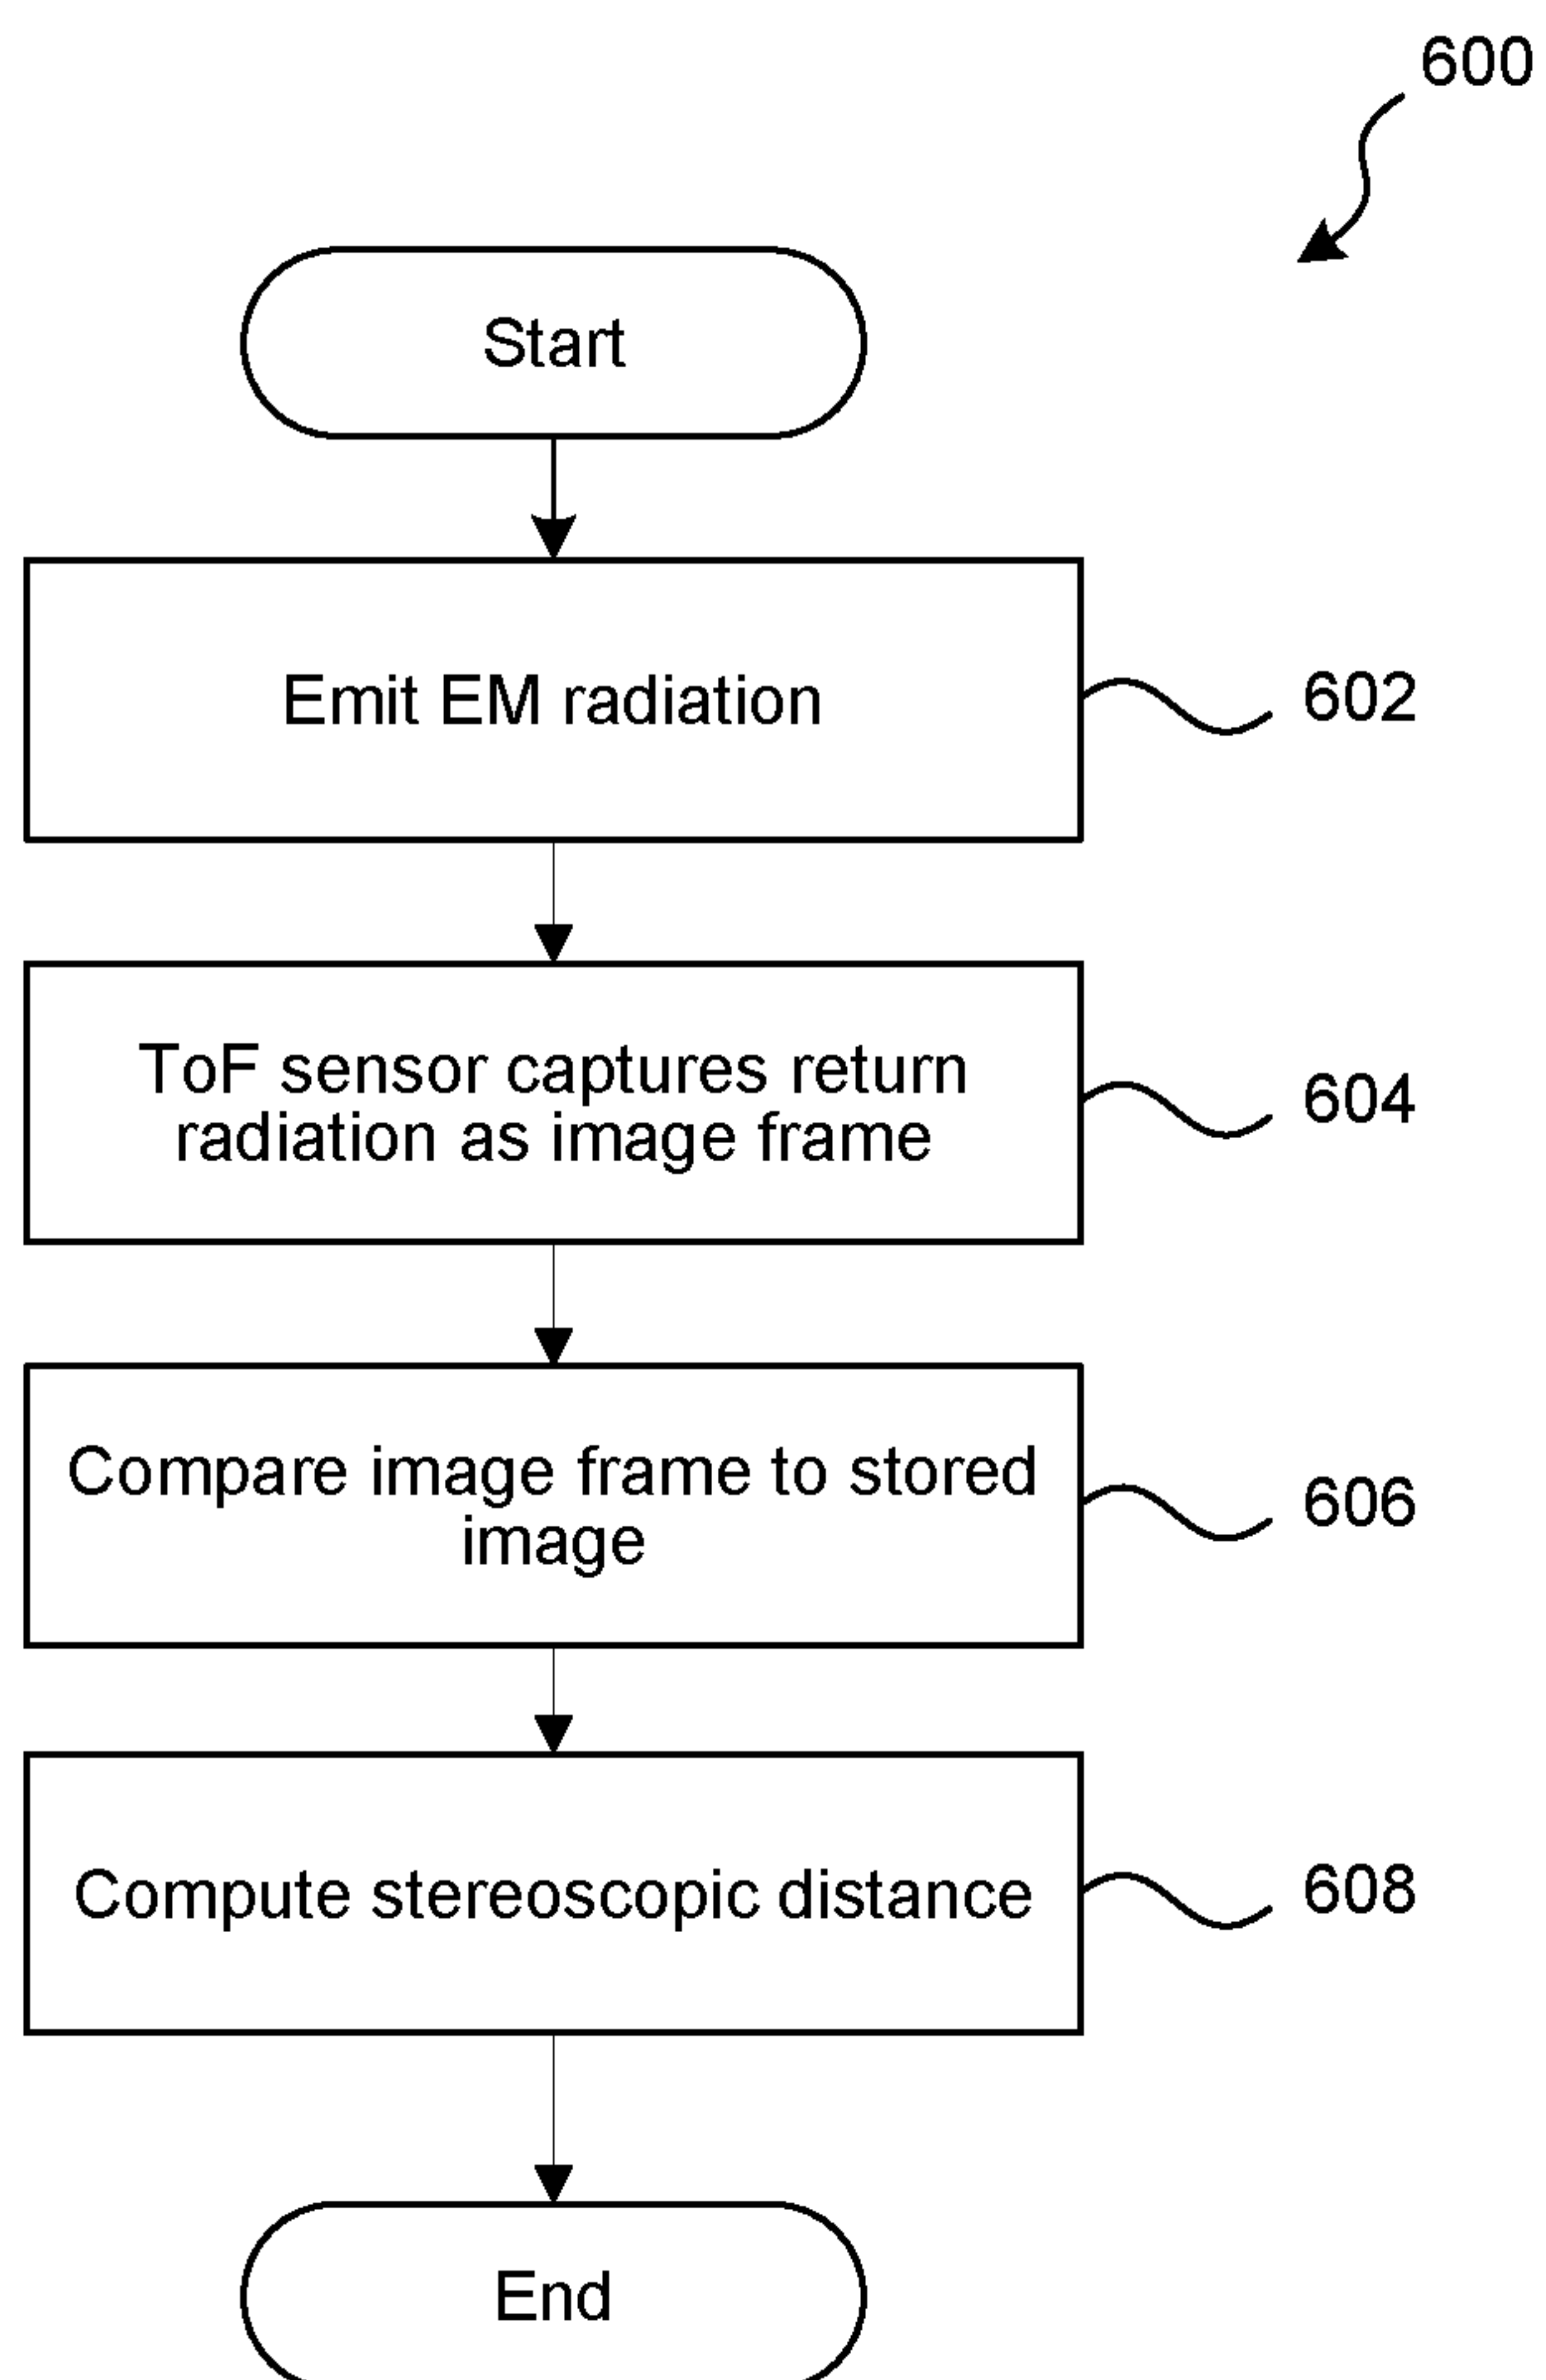 600
Start
Emit EM radiation
602
ToF sensor captures return
radiation as image frame
604
Compare image frame to stored
image
606
Compute stereoscopic distance
608
End